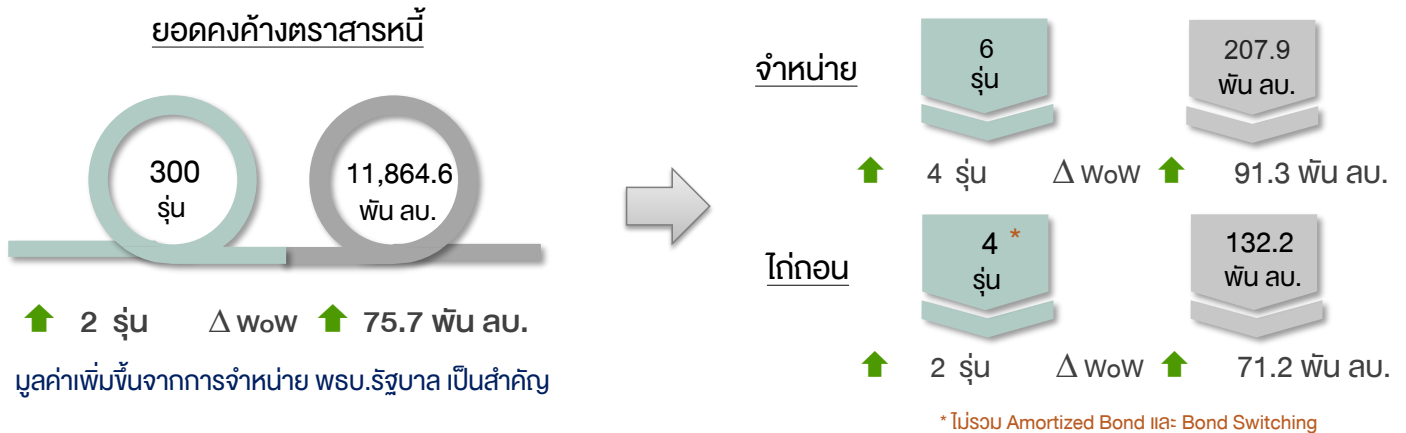 ยอดคงค้างตราสารหนี้
300
รุ่น
11,864.6
พัน ลบ.
2 รุ่น Δ WoW 75.7 พัน ลบ.
มูลค่าเพิ่มขึ้นจากการจำหน่าย พธบ.รัฐบาล เป็นสำคัญ
จำหน่าย
6
รุ่น
207.9
พัน ลบ.
4 รุ่น Δ WoW 91.3 พัน ลบ.
ไถ่ถอน
4 *
รุ่น
132.2
พัน ลบ.
2 รุ่น Δ WoW 71.2 พัน ลบ.
* ไม่รวม Amortized Bond และ Bond Switching